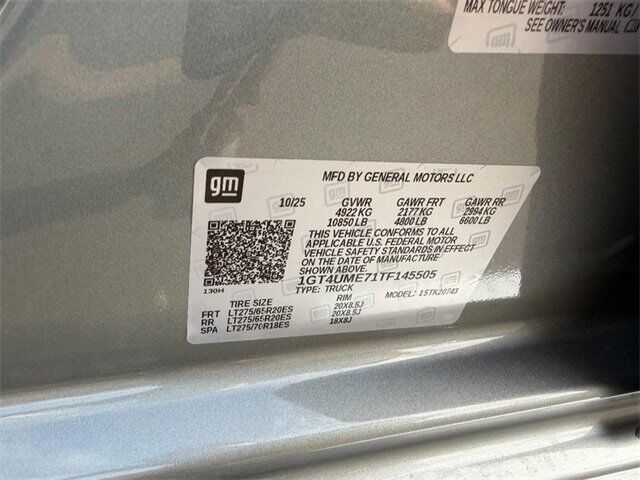 MAX TONGUE WEIGHT: 1251 KG/
SEE OWNER'S MANUAL
gm
MFD BY GENERAL MOTORS LLC
10/25 GVWR GAWR FRT GAWR RR
4922 KG 2177 KG 2994 KG
10850 LB 4800 LB 6600 LB
THIS VEHICLE CONFORMS TO ALL
APPLICABLE U.S. FEDERAL MOTOR
VEHICLE SAFETY STANDARDS IN EFFECT
ON THE DATE OF MANUFACTURE
1GT4UME71TF145505
130H TYPE: TRUCK MODEL: 15TK20743
TIRE SIZE RIM
FRT LT275/65R20ES 20X8.5J
RR LT275/65R20ES 20X8.5J
SPA LT275/70R18ES 18X8J